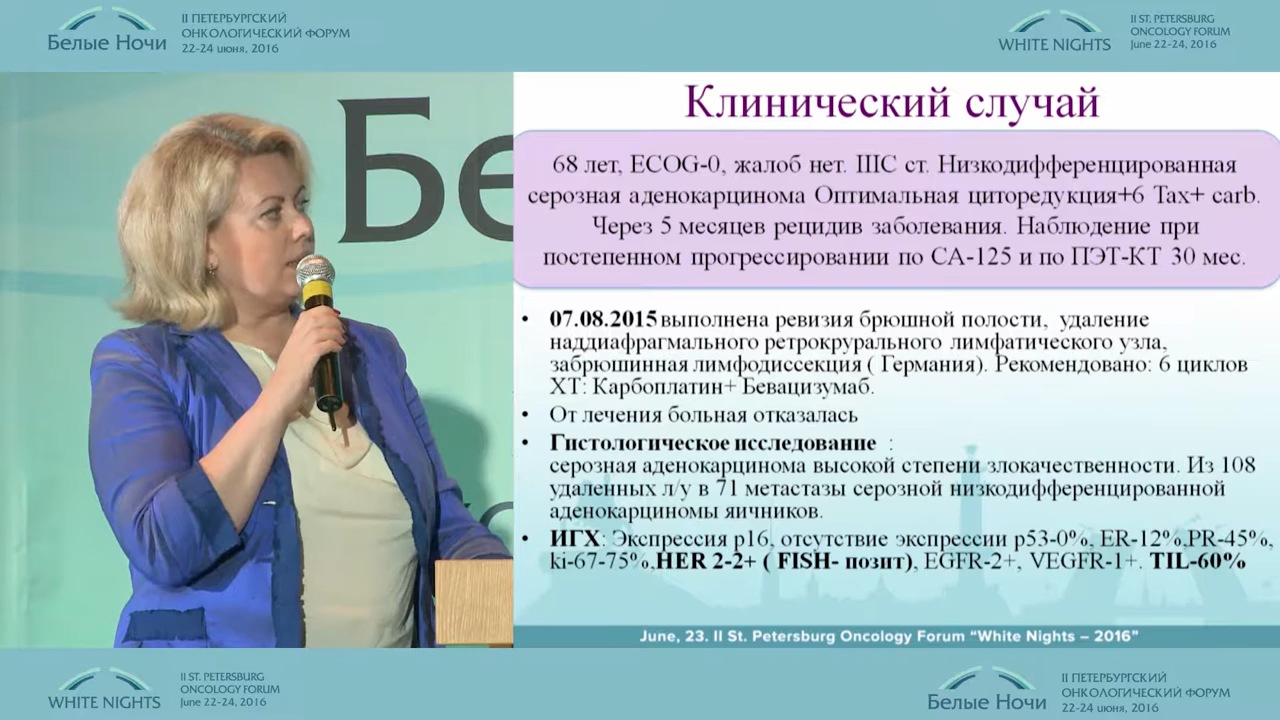 II ПЕТЕРБУРГСКИЙ
ОНКОЛОГИЧЕСКИЙ ФОРУМ
22-24 июня, 2016
Белые Ночи
II ST. PETERSBURG
ONCOLOGY FORUM
June 22-24, 2016
WHITE NIGHTS
Бе
Клинический случай
68 лет, ECOG-0, жалоб нет. IIIC ст. Низкодифференцированная
серозная аденокарцинома Оптимальная циторедукция+6 Tax+ carb.
Через 5 месяцев рецидив заболевания. Наблюдение при
постепенном прогрессировании по СА-125 и по ПЭТ-КТ 30 мес.
• 07.08.2015 выполнена ревизия брюшной полости, удаление
наддиафрагмального ретрокрурального лимфатического узла,
забрюшинная лимфодиссекция ( Германия). Рекомендовано: 6 циклов
ХТ: Карбоплатин+ Бевацизумаб.
• От лечения больная отказалась
• Гистологическое исследование :
серозная аденокарцинома высокой степени злокачественности. Из 108
удаленных л/у в 71 метастазы серозной низкодифференцированной
аденокарциномы яичников.
• ИГХ: Экспрессия p16, отсутствие экспрессии p53-0%, ER-12%,PR-45%,
ki-67-75%,HER 2-2+ ( FISH- позит), EGFR-2+, VEGFR-1+. TIL-60%
June, 23. II St. Petersburg Oncology Forum “White Nights – 2016”
WHITE NIGHTS
II ST. PETERSBURG
ONCOLOGY FORUM
June 22-24, 2016
Белые Ночи
II ПЕТЕРБУРГСКИЙ
ОНКОЛОГИЧЕСКИЙ ФОРУМ
22-24 июня, 2016